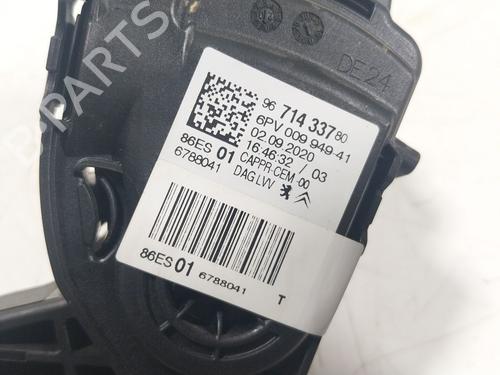 B-PARTS
DE 24
96 714 337 80
6PV 009 949-41
02.09.2020
16:46:32 / 03
86ES 01 CAPPR-CEM-00
6788041 DAG LVV
86ES 01 6788041 T